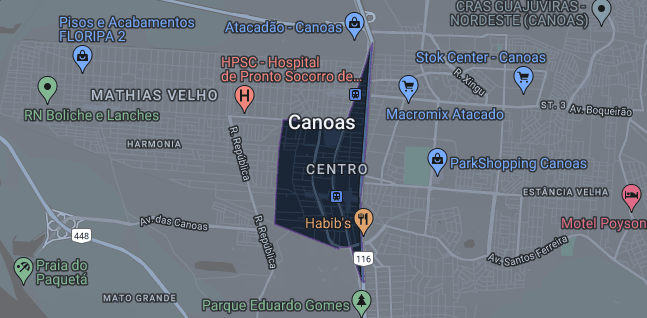 CRAS GUAJUVIRAS -
NORDESTE (CANOAS)
Pisos e Acabamentos
FLORIPA 2
Atacadão - Canoas
Stok Center - Canoas
HPSC - Hospital
de Pronto Socorro de...
R. Xingu
MATHIAS VELHO
ST. 3
Av. Boqueirão
RN Boliche e Lanches
Macromix Atacado
Canoas
HARMONIA
R. República
CENTRO
ParkShopping Canoas
ESTÂNCIA VELHA
Av. das Canoas
Habib's
Motel Poyson
448
R. República
116
Av. Santos Ferreira
Praia do
Paquetá
MATO GRANDE
Parque Eduardo Gomes